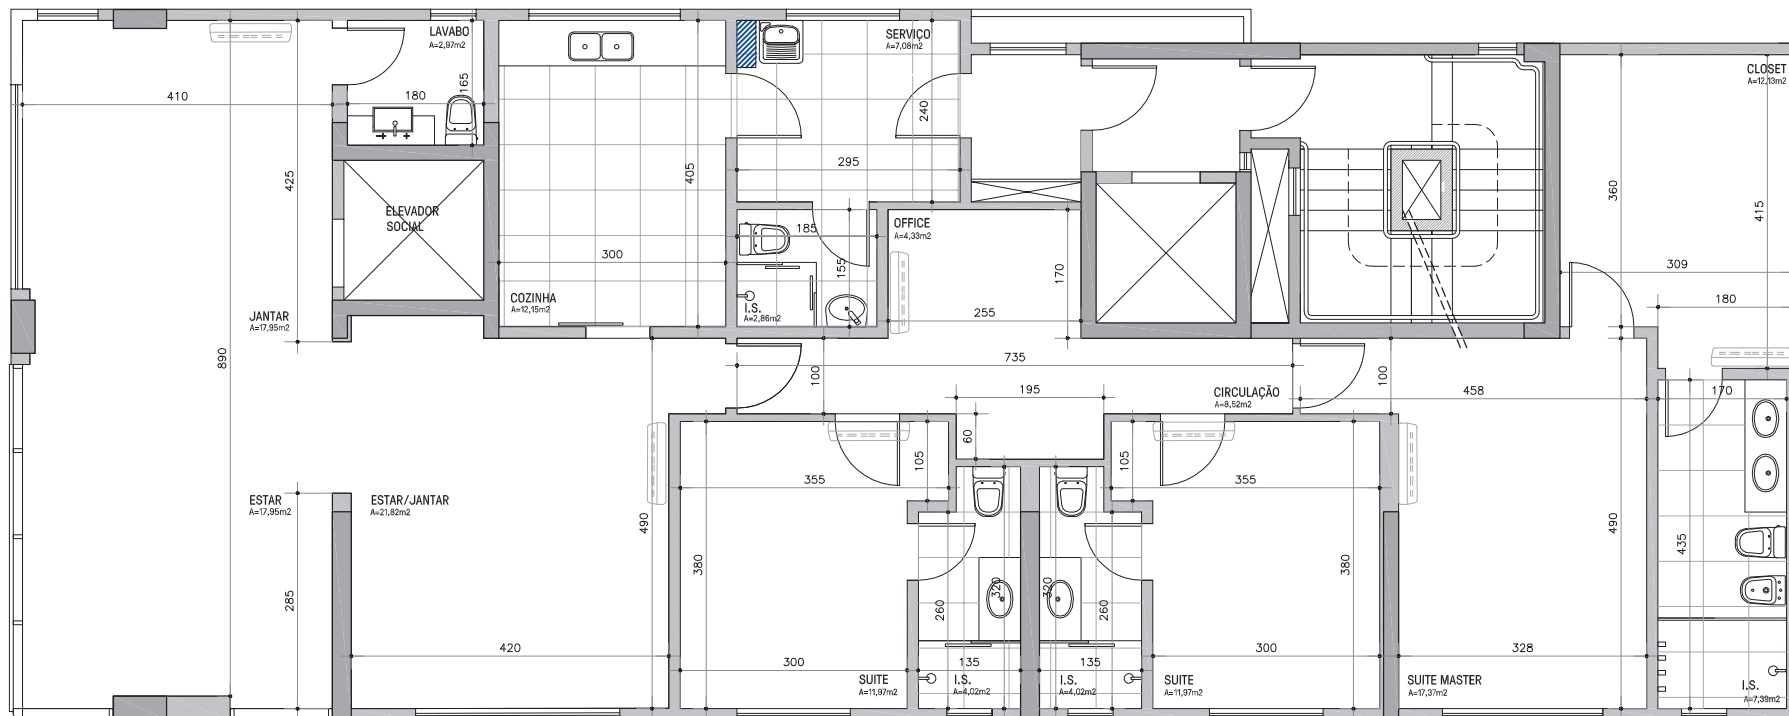 LAVABO
A=2,97m2
165
180
410
425
890
SERVIÇO
A=7,08m2
240
295
405
300
COZINHA
A=12,15m2
ELEVADOR
SOCIAL
JANTAR
A=17,95m2
185
155
I.S.
A=2,86m2
OFFICE
A=4,33m2
170
255
CLOSET
A=12,13m2
360
415
309
180
735
100
195
60
CIRCULAÇÃO
A=8,52m2
100
458
170
ESTAR
A=17,95m2
ESTAR/JANTAR
A=21,82m2
285
490
420
355
105
380
300
SUITE
A=11,97m2
260
320
135
I.S.
A=4,02m2
320
260
135
I.S.
A=4,02m2
105
355
380
300
SUITE
A=11,97m2
490
328
SUITE MASTER
A=17,37m2
435
I.S.
A=7,39m2